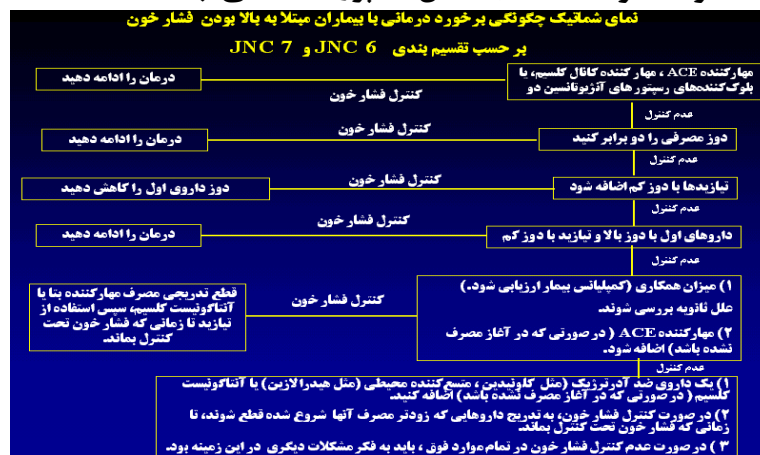 نمای شماتیک چگونگی برخورد درمانی با بیماران مبتلا به بالا بودن فشار خون
بر حسب تقسیم بندی JNC 6 و JNC 7
مهارکننده ACE ، مهار کننده کانال کلسیم، یا
بلوک‌کننده‌های رسپتور های آنژیوتانسین دو
کنترل فشار خون
درمان را ادامه دهید
عدم کنترل
دوز مصرفی را دو برابر کنید
کنترل فشار خون
درمان را ادامه دهید
عدم کنترل
تیازیدها با دوز کم اضافه شود
کنترل فشار خون
دوز داروی اول را کاهش دهید
عدم کنترل
داروهای اول با دوز بالا و تیازید با دوز کم
کنترل فشار خون
درمان را ادامه دهید
عدم کنترل
۱) میزان همکاری (کمپلیانس بیمار ارزیابی شود.)
علل ثانویه بررسی شوند.
۲) مهارکننده ACE ( در صورتی که در آغاز مصرف
نشده باشد) اضافه شود.
کنترل فشار خون
قطع تدریجی مصرف مهارکننده بتا یا
آنتاگونیست کلسیم، سپس استفاده از
تیازید تا زمانی که فشار خون تحت
کنترل بماند.
عدم کنترل
۱) یک داروی ضد آدرنرژیک (مثل کلونیدین ، متسع‌کننده محیطی (مثل هیدرالازین) یا آنتاگونیست
کلسیم ( در صورتی که در آغاز مصرف نشده باشد) اضافه کنید.
۲) در صورت کنترل فشار خون، به تدریج داروهایی که زودتر مصرف آنها شروع شده قطع شوند، تا
زمانی که فشار خون تحت کنترل بماند.
۳ ) در صورت عدم کنترل فشار خون در تمام موارد فوق ، باید به فکر مشکلات دیگری در این زمینه بود.